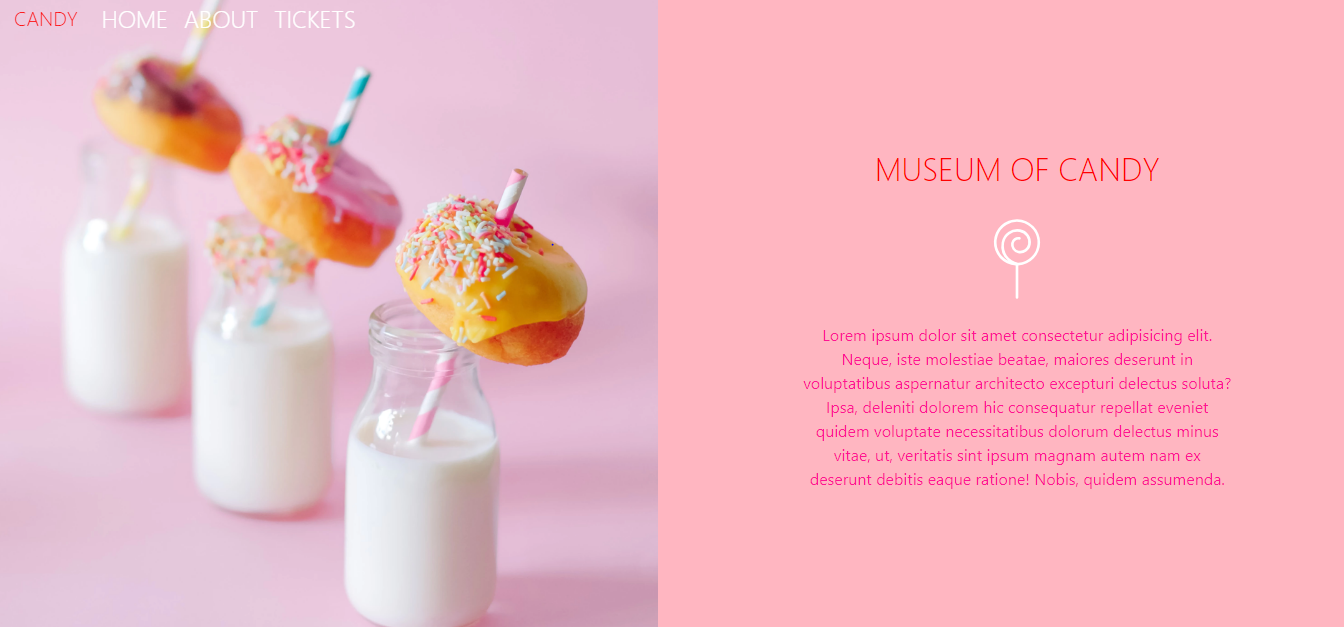 CANDY HOME ABOUT TICKETS
MUSEUM OF CANDY
Lorem ipsum dolor sit amet consectetur adipisicing elit.
Neque, iste molestiae beatae, maiores deserunt in
voluptatibus aspernatur architecto excepturi delectus soluta?
Ipsa, deleniti dolorem hic consequatur repellat eveniet
quidem voluptate necessitatibus dolorum delectus minus
vitae, ut, veritatis sint ipsum magnam autem nam ex
deserunt debitis eaque ratione! Nobis, quidem assumenda.